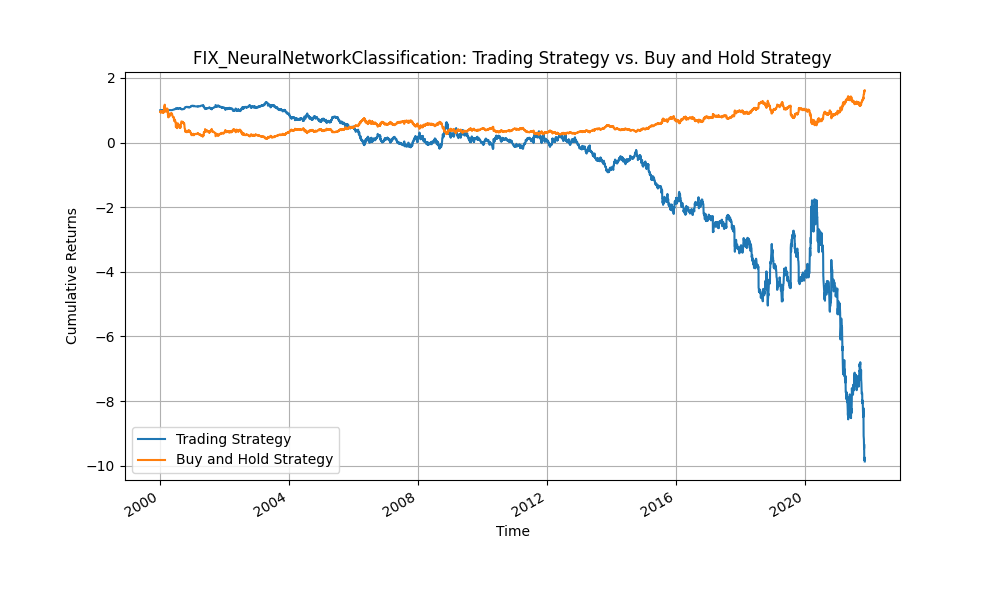 FIX_NeuralNetworkClassification: Trading Strategy vs. Buy and Hold Strategy
2
0
−2
−4
−6
−8
−10
Cumulative Returns
Trading Strategy
Buy and Hold Strategy
2000
2004
2008
2012
2016
2020
Time